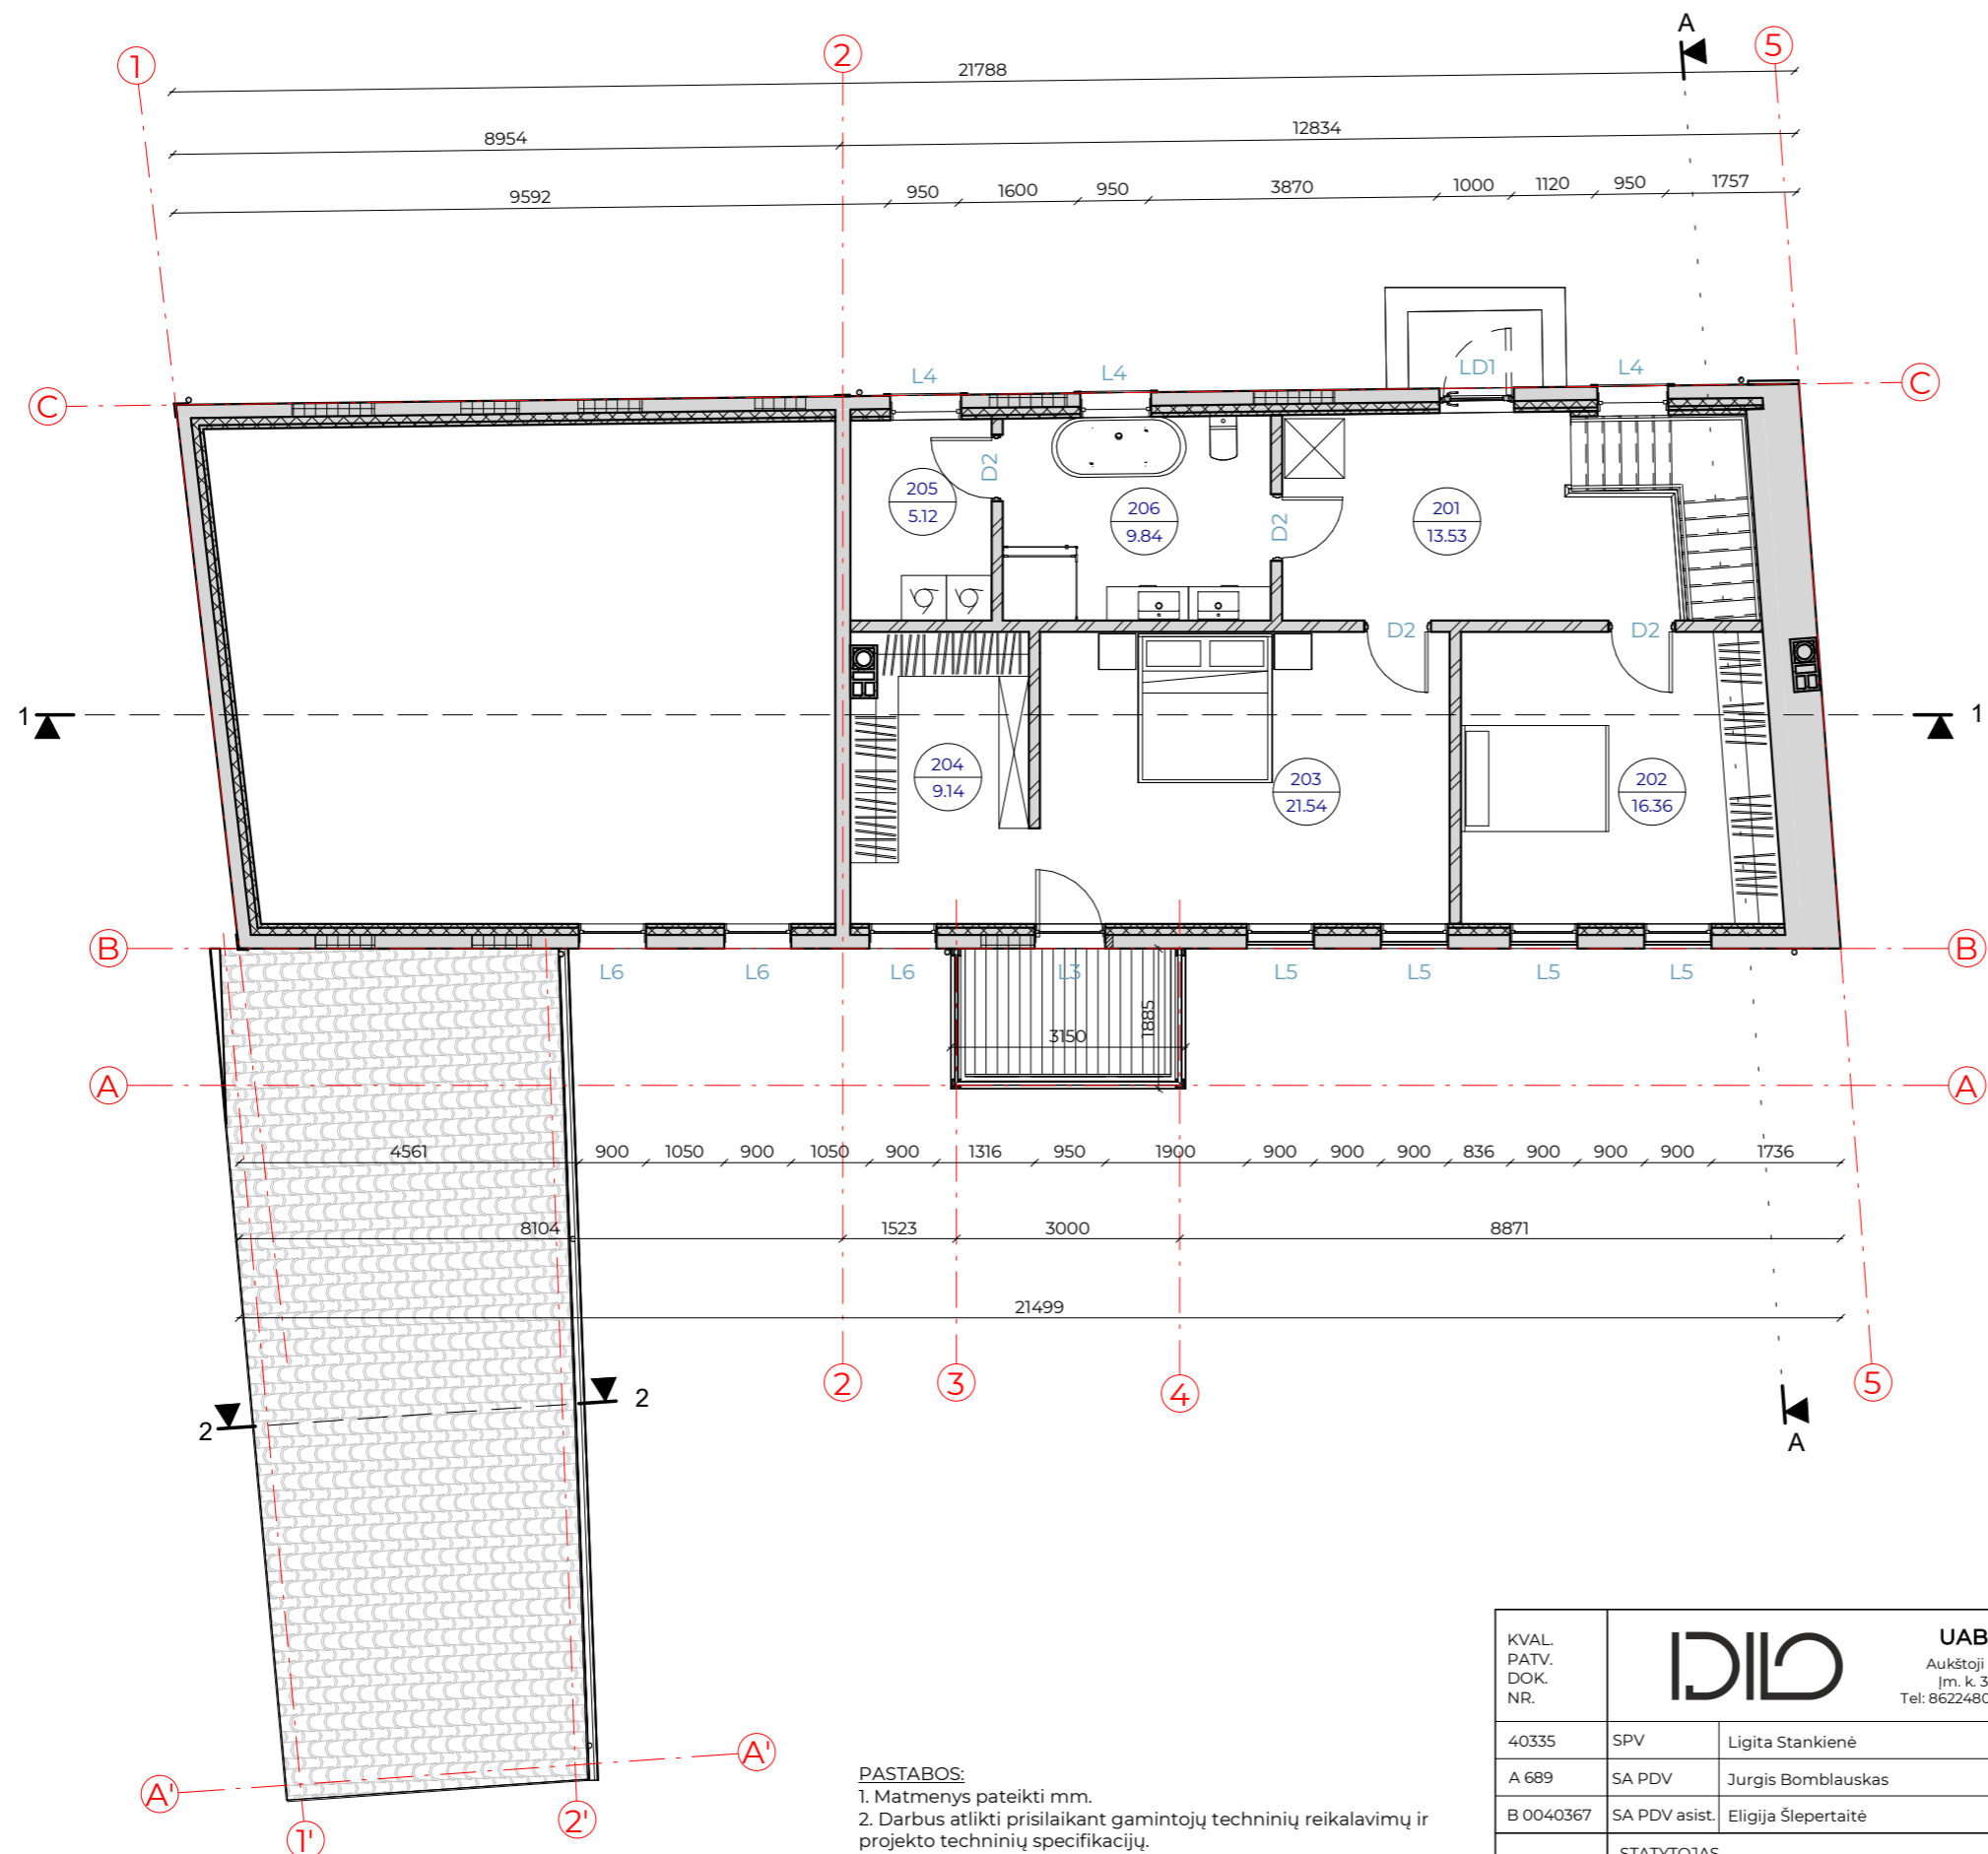 A
1
2
5
21788
8954
12834
9592
950
1600
950
3870
1000
1120
950
1757
C
L4
L4
LD1
L4
C
D2
D2
205
5.12
206
9.84
201
13.53
D2
D2
1
1
204
9.14
203
21.54
202
16.36
B
L6
L6
L6
L3
L5
L5
L5
L5
B
1885
3150
A
A
4561
900
1050
900
1050
900
1316
950
1900
900
900
900
836
900
900
900
1736
8104
1523
3000
8871
21499
2
3
4
5
2
2
A
A'
A'
1'
2'
PASTABOS:
1. Matmenys pateikti mm.
2. Darbus atlikti prisilaikant gamintojų techninių reikalavimų ir
projekto techninių specifikacijų.
KVAL.
PATV.
DOK.
NR.
DILO
UAB
Aukštoji
Įm. k. 3
Tel: 8622480
40335 SPV Ligita Stankienė
A 689 SA PDV Jurgis Bomblauskas
B 0040367 SA PDV asist. Eligija Šlepertaitė
STATYTOJAS